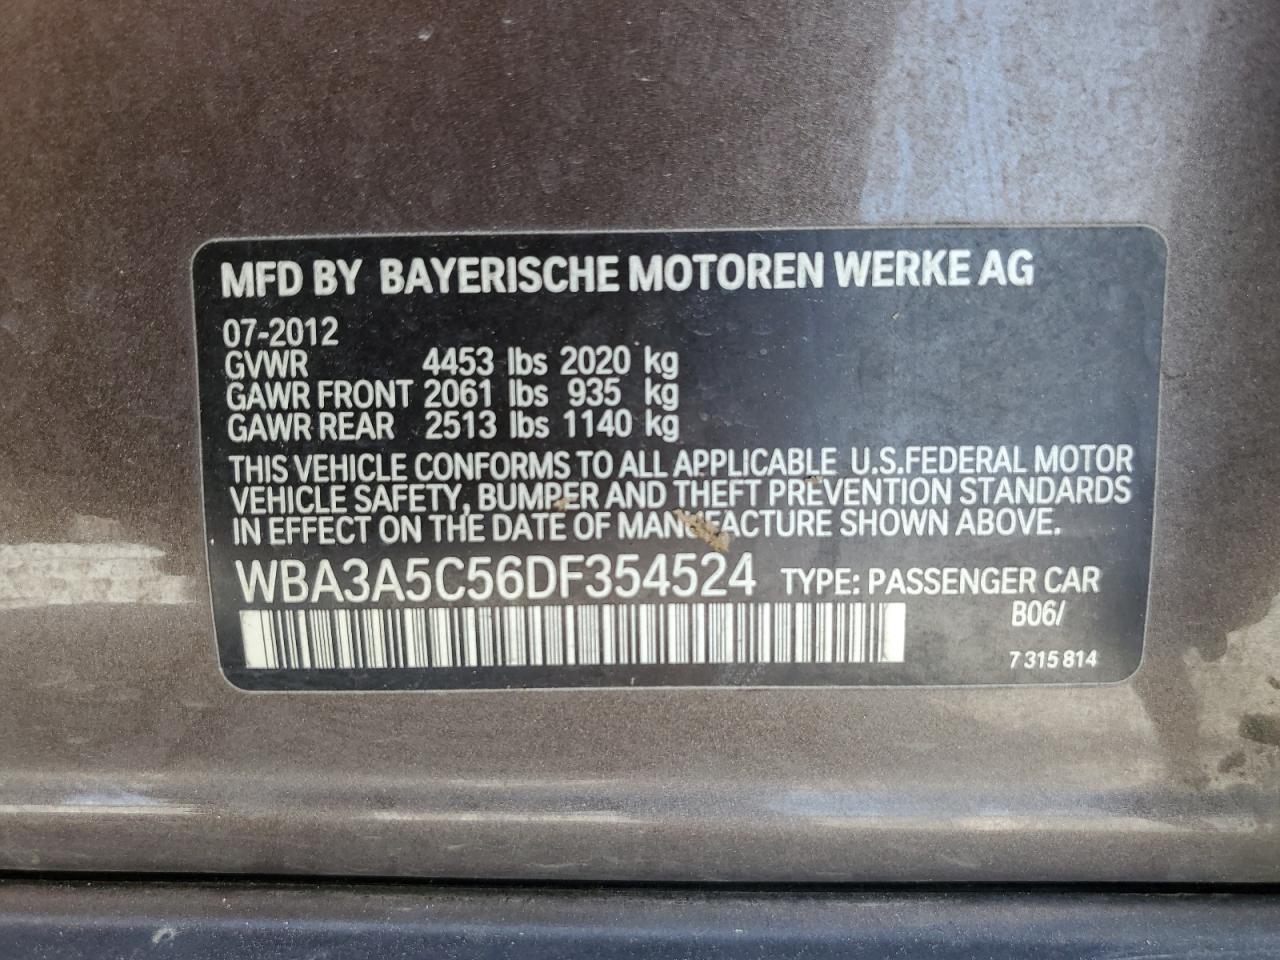 MFD BY BAYERISCHE MOTOREN WERKE AG
07-2012
GVWR 4453 lbs 2020 kg
GAWR FRONT 2061 lbs 935 kg
GAWR REAR 2513 lbs 1140 kg
THIS VEHICLE CONFORMS TO ALL APPLICABLE U.S.FEDERAL MOTOR
VEHICLE SAFETY, BUMPER AND THEFT PREVENTION STANDARDS
IN EFFECT ON THE DATE OF MANUFACTURE SHOWN ABOVE.
WBA3A5C56DF354524 TYPE: PASSENGER CAR
B06/
7 315 814